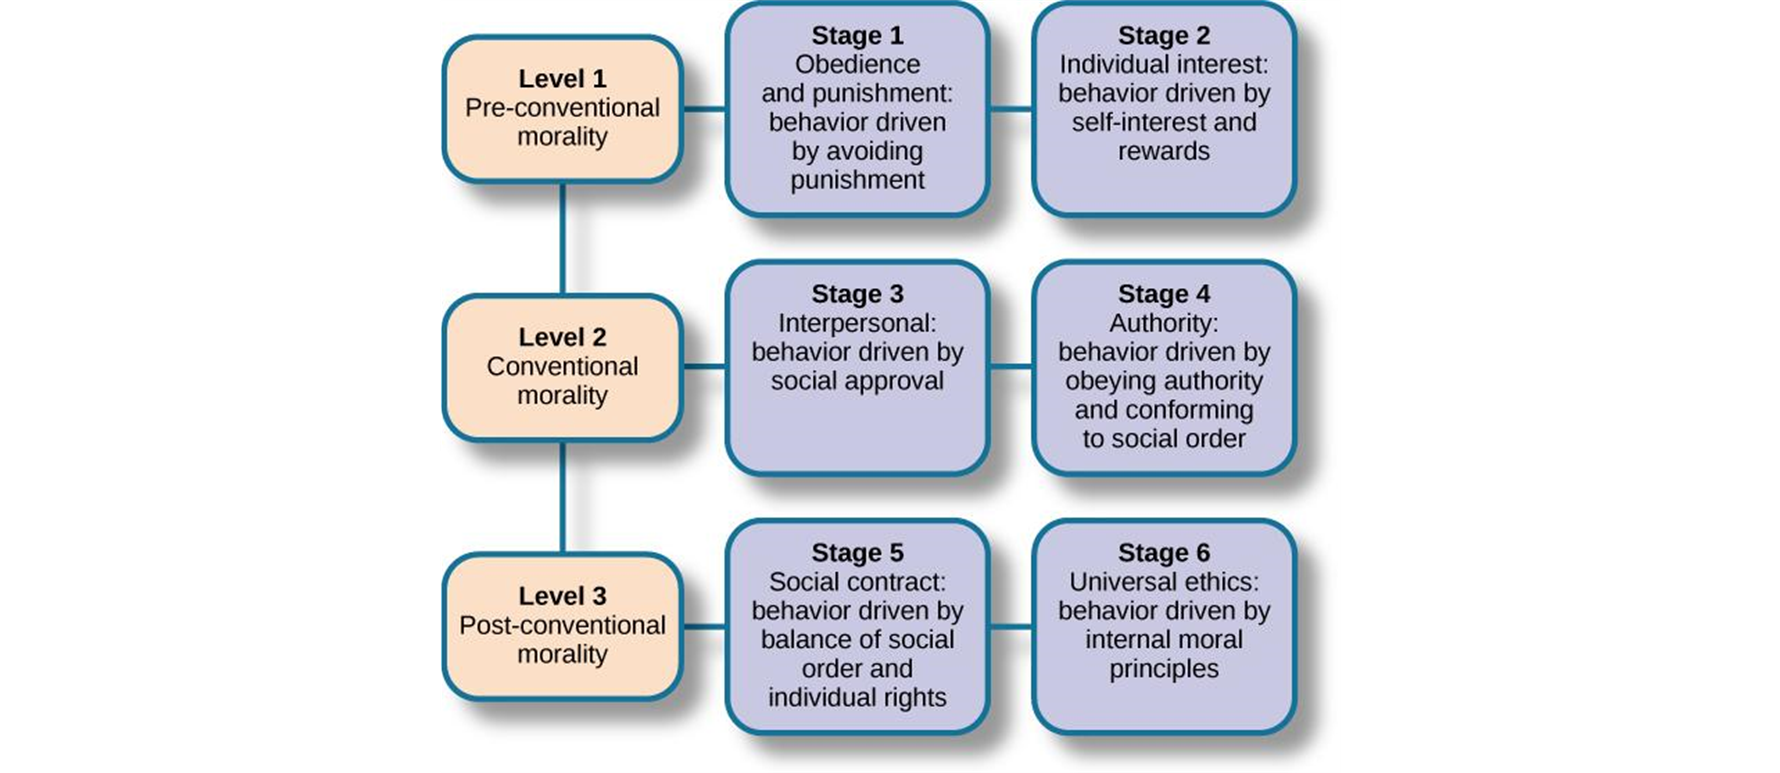 Level 1
Pre-conventional
morality
Stage 1
Obedience
and punishment:
behavior driven
by avoiding
punishment
Stage 2
Individual interest:
behavior driven by
self-interest and
rewards
Level 2
Conventional
morality
Stage 3
Interpersonal:
behavior driven by
social approval
Stage 4
Authority:
behavior driven by
obeying authority
and conforming
to social order
Level 3
Post-conventional
morality
Stage 5
Social contract:
behavior driven by
balance of social
order and
individual rights
Stage 6
Universal ethics:
behavior driven by
internal moral
principles